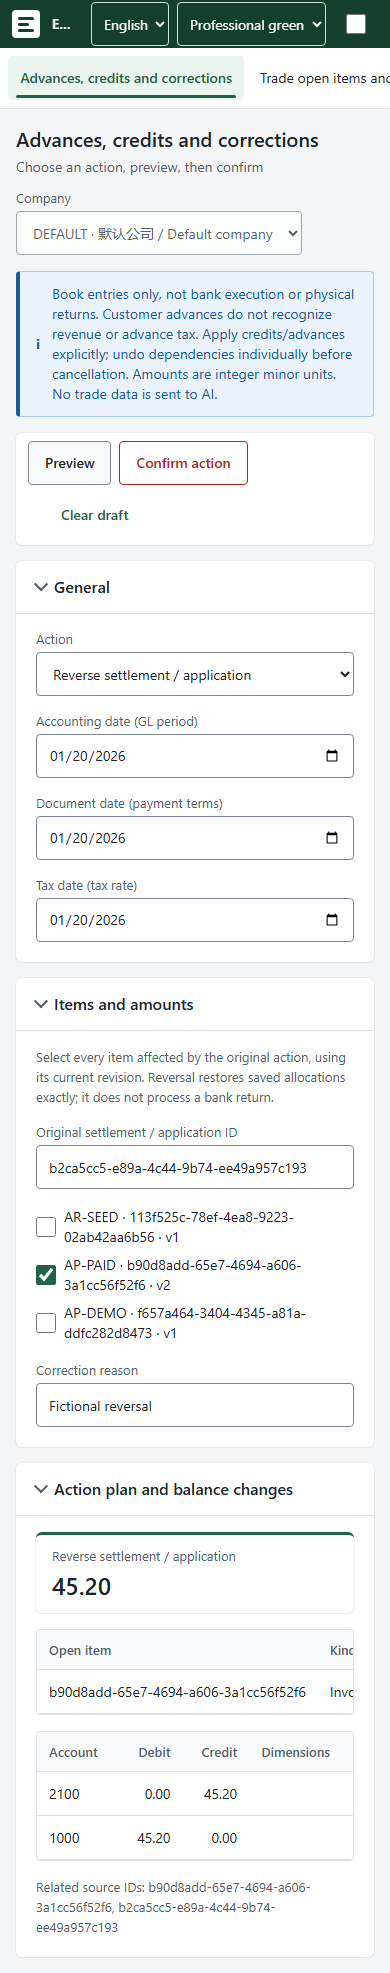 E...
English
Professional green
Advances, credits and corrections
Trade open items and
Advances, credits and corrections
Choose an action, preview, then confirm
Company
DEFAULT · 默认公司 / Default company
i
Book entries only, not bank execution or physical
returns. Customer advances do not recognize
revenue or advance tax. Apply credits/advances
explicitly; undo dependencies individually before
cancellation. Amounts are integer minor units.
No trade data is sent to AI.
Preview
Confirm action
Clear draft
General
Action
Reverse settlement / application
Accounting date (GL period)
01/20/2026
Document date (payment terms)
01/20/2026
Tax date (tax rate)
01/20/2026
Items and amounts
Select every item affected by the original action, using
its current revision. Reversal restores saved allocations
exactly; it does not process a bank return.
Original settlement / application ID
b2ca5cc5-e89a-4c44-9b74-ee49a957c193
AR-SEED · 113f525c-78ef-4ea8-9223-
02ab42aa6b56 · v1
AP-PAID · b90d8add-65e7-4694-a606-
3a1cc56f52f6 · v2
AP-DEMO · f657a464-3404-4345-a81a-
ddfc282d8473 · v1
Correction reason
Fictional reversal
Action plan and balance changes
Reverse settlement / application
45.20
Open item Kind
b90d8add-65e7-4694-a606-3a1cc56f52f6 Invo
Account Debit Credit Dimensions
2100 0.00 45.20
1000 45.20 0.00
Related source IDs: b90d8add-65e7-4694-a606-
3a1cc56f52f6, b2ca5cc5-e89a-4c44-9b74-
ee49a957c193